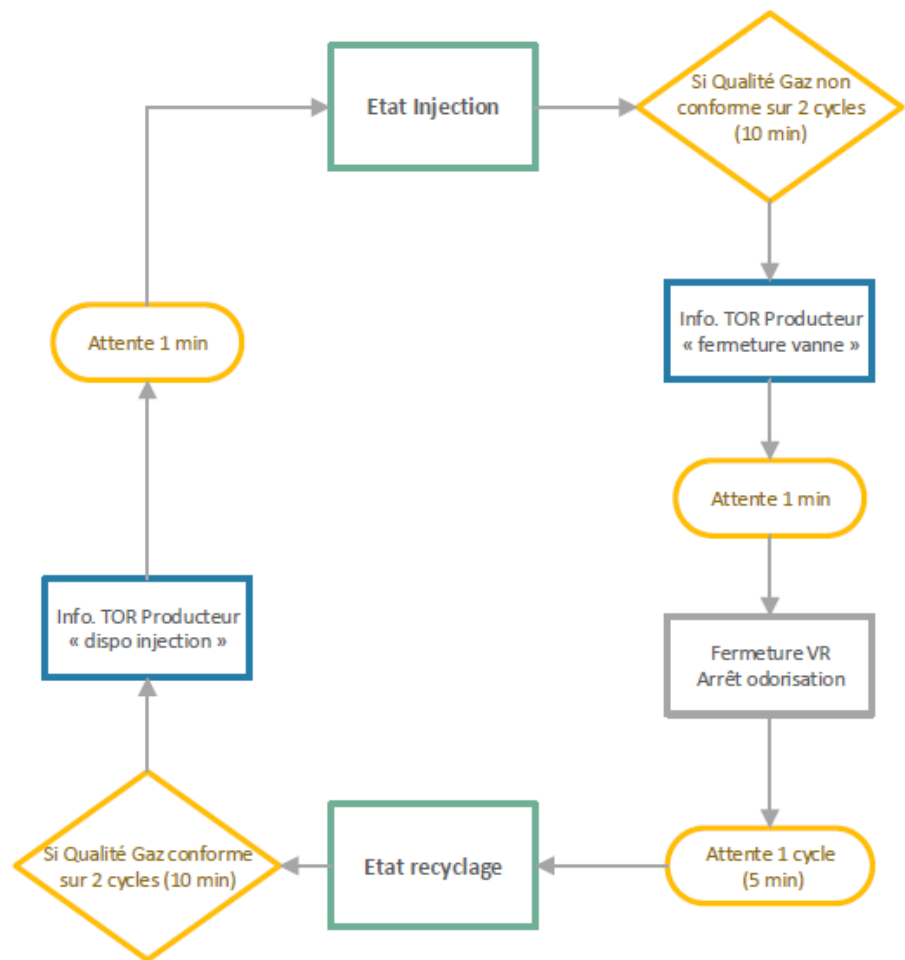 Etat Injection
Si Qualité Gaz non
conforme sur 2 cycles
(10 min)
Info. TOR Producteur
« fermeture vanne »
Attente 1 min
Fermeture VR
Arrêt odorisation
Attente 1 cycle
(5 min)
Etat recyclage
Si Qualité Gaz conforme
sur 2 cycles (10 min)
Info. TOR Producteur
« dispo injection »
Attente 1 min